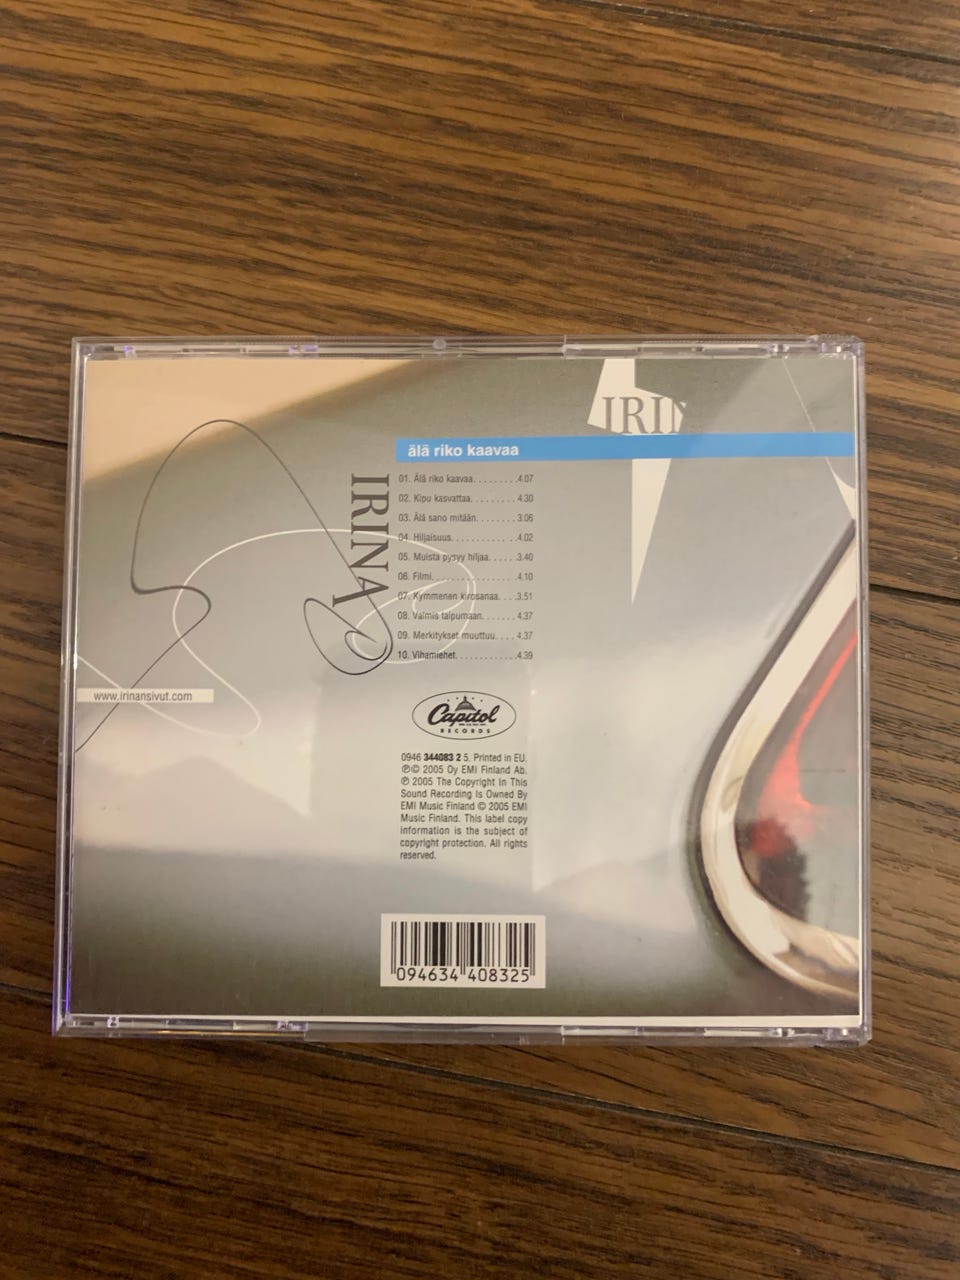 IRI
älä riko kaavaa
IRINA
01. Älä riko kaavaa.........4.07
02. Kipu kasvattaa.........4.30
03. Älä sano mitään........3.06
04. Hiljaisuus............4.02
05. Muista pysyy hiljaa......3.40
06. Filmi................4.10
07. Kymmenen kirosanaa....3.51
08. Valmis taipumaan.......4.37
09. Merkitykset muuttuu.....4.37
10. Vihamiehet............4.39
www.irinansivut.com
Capitol
RECORDS
0946 344083 2 5. Printed in EU.
℗© 2005 Oy EMI Finland Ab.
℗ 2005 The Copyright In This
Sound Recording Is Owned By
EMI Music Finland © 2005 EMI
Music Finland. This label copy
information is the subject of
copyright protection. All rights
reserved.
094634 408325